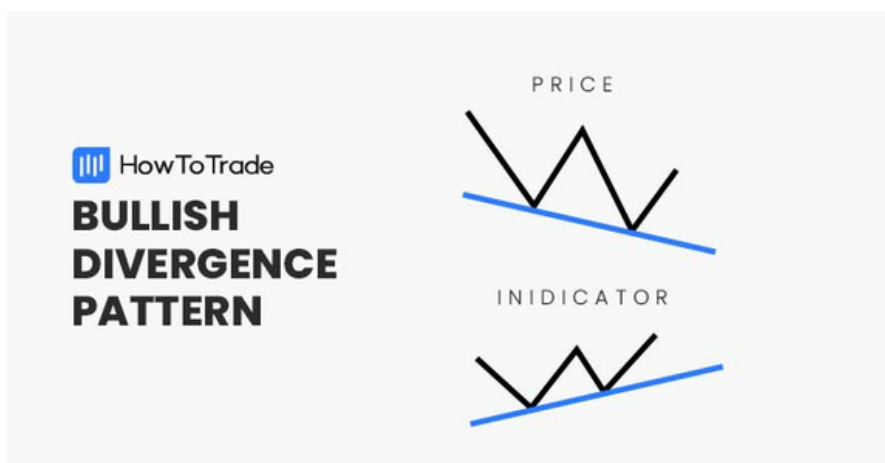 HowToTrade
BULLISH
DIVERGENCE
PATTERN
PRICE
INIDICATOR